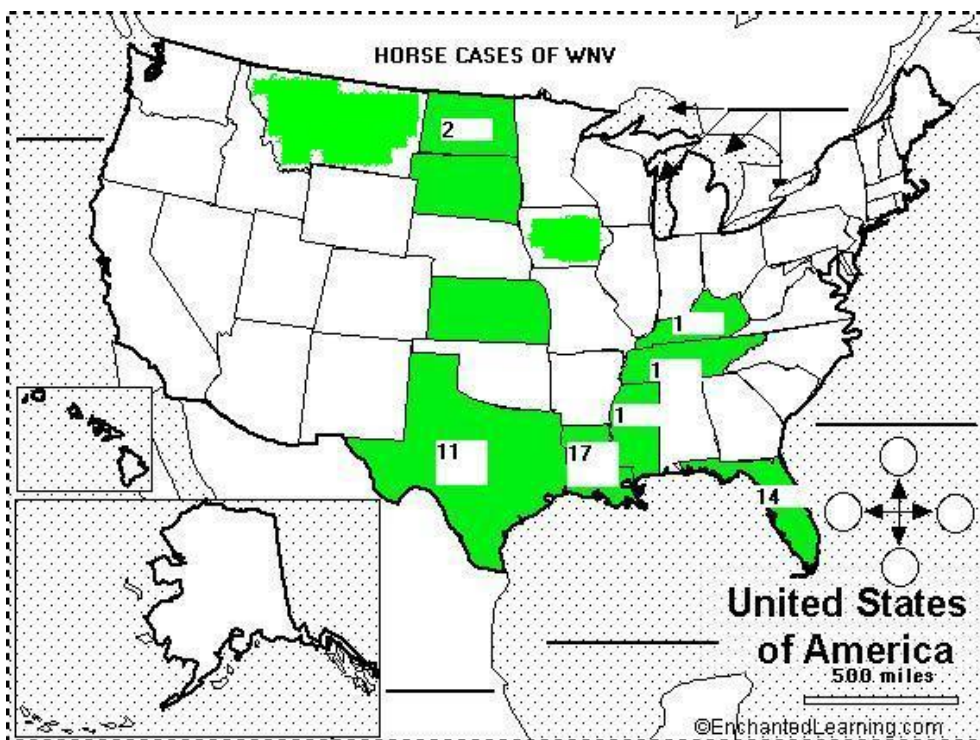 HORSE CASES OF WNV
2
1
1
1
11
17
14
United States
of America
500 miles
©EnchantedLearning.com